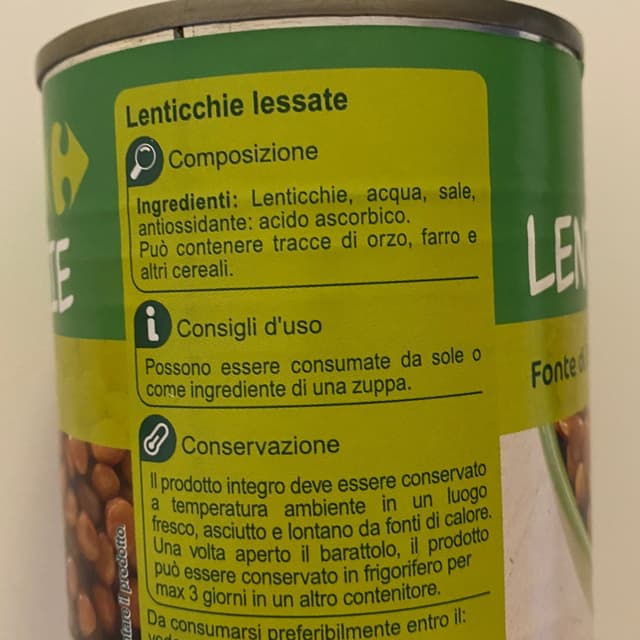 Lenticchie lessate
Composizione
Ingredienti: Lenticchie, acqua, sale,
antiossidante: acido ascorbico.
Può contenere tracce di orzo, farro e
altri cereali.
Consigli d'uso
Possono essere consumate da sole o
come ingrediente di una zuppa.
Conservazione
Il prodotto integro deve essere conservato
a temperatura ambiente in un luogo
fresco, asciutto e lontano da fonti di calore.
Una volta aperto il barattolo, il prodotto
può essere conservato in frigorifero per
max 3 giorni in un altro contenitore.
Da consumarsi preferibilmente entro il:
Fonte
il prodotto.